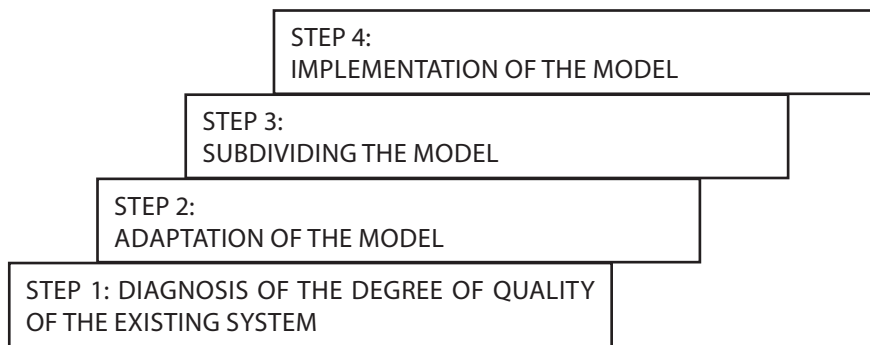 STEP 4:
IMPLEMENTATION OF THE MODEL
STEP 3:
SUBDIVIDING THE MODEL
STEP 2:
ADAPTATION OF THE MODEL
STEP 1: DIAGNOSIS OF THE DEGREE OF QUALITY
OF THE EXISTING SYSTEM